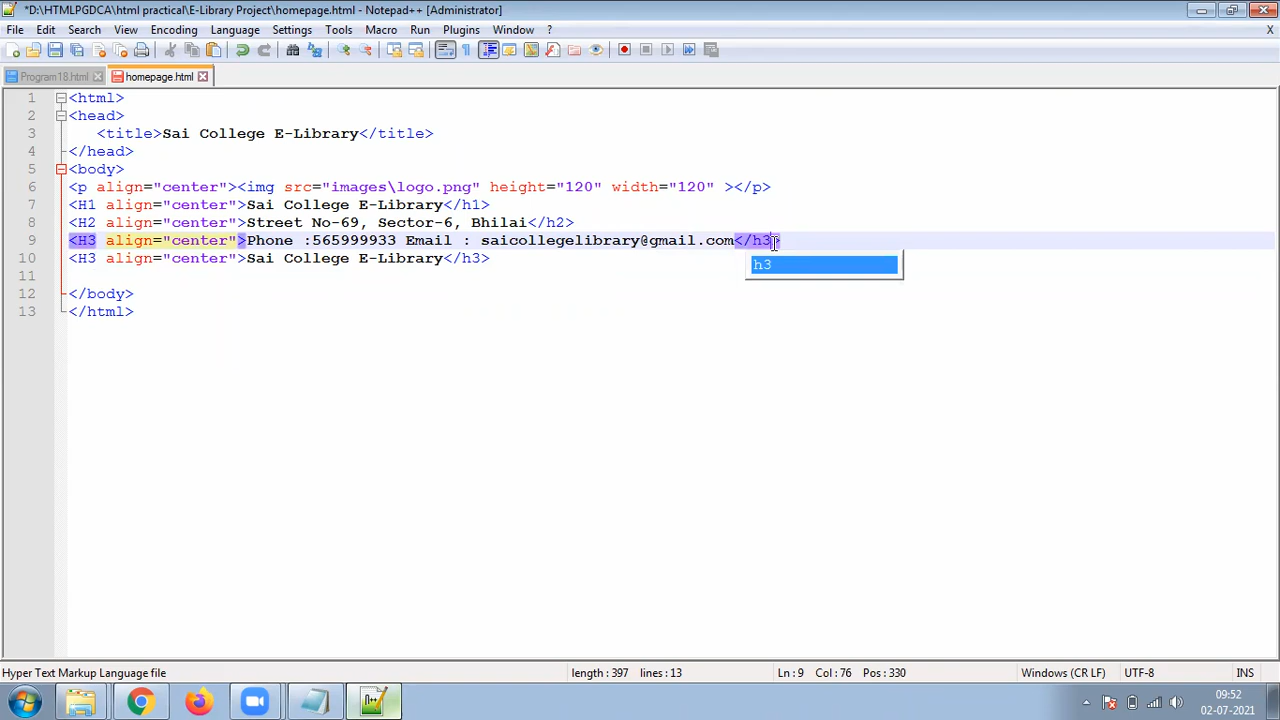 *D:\HTMLPGDCA\html practical\E-Library Project\homepage.html - Notepad++ [Administrator]
File Edit Search View Encoding Language Settings Tools Macro Run Plugins Window ? X
Program18.html homepage.html
1 <html>
2 <head>
3 <title>Sai College E-Library</title>
4 </head>
5 <body>
6 <p align="center"><img src="images\logo.png" height="120" width="120" ></p>
7 <H1 align="center">Sai College E-Library</h1>
8 <H2 align="center">Street No-69, Sector-6, Bhilai</h2>
9 <H3 align="center">Phone :565999933 Email : saicollegelibrary@gmail.com</h3>
h3
10 <H3 align="center">Sai College E-Library</h3>
11
12 </body>
13 </html>
Hyper Text Markup Language file length : 397 lines : 13 Ln : 9 Col : 76 Pos : 330 Windows (CR LF) UTF-8 INS
09:52
02-07-2021